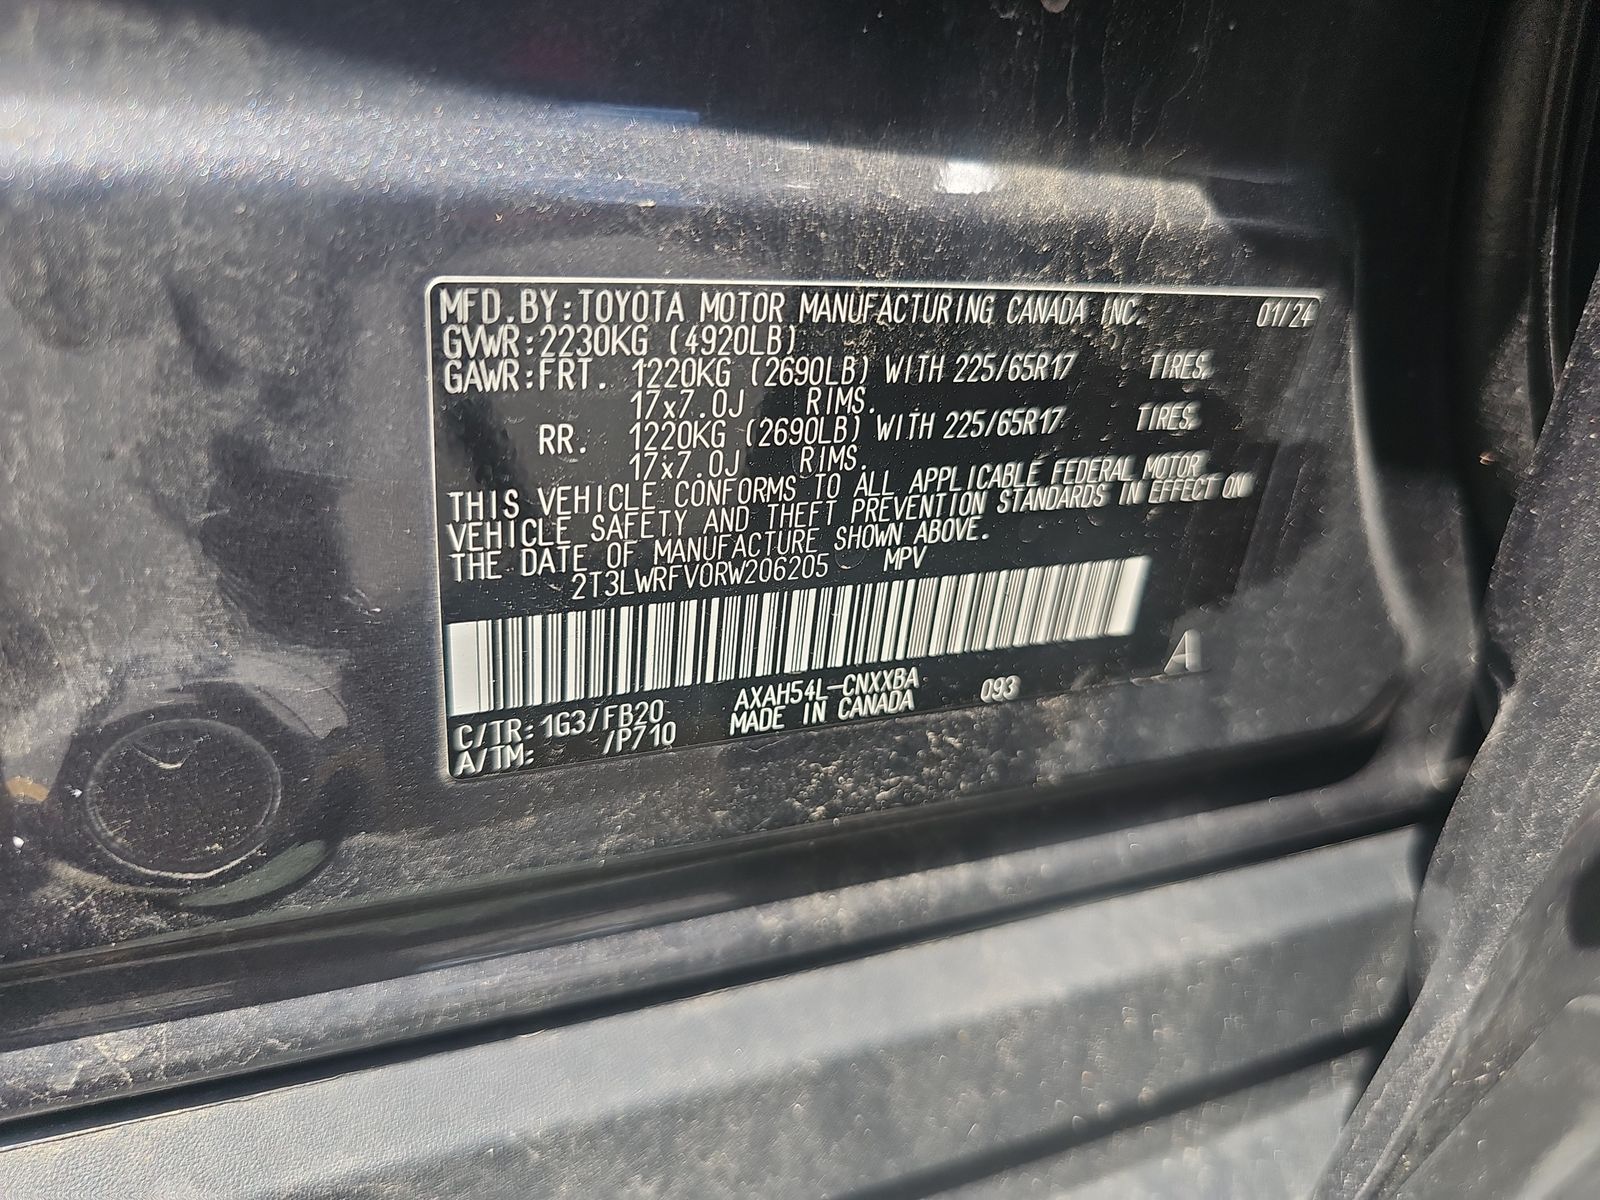 MFD.BY:TOYOTA MOTOR MANUFACTURING CANADA INC. 01/24
GVWR:2230KG (4920LB)
GAWR:FRT. 1220KG (2690LB) WITH 225/65R17 TIRES.
17x7.0J RIMS.
RR. 1220KG (2690LB) WITH 225/65R17 TIRES.
17x7.0J RIMS.
THIS VEHICLE CONFORMS TO ALL APPLICABLE FEDERAL MOTOR
VEHICLE SAFETY AND THEFT PREVENTION STANDARDS IN EFFECT ON
THE DATE OF MANUFACTURE SHOWN ABOVE.
2T3LWRFV0RW206205 MPV
A
AXAH54L-CNXXBA 093
C/TR:1G3/FB20 MADE IN CANADA
A/TM: /P710